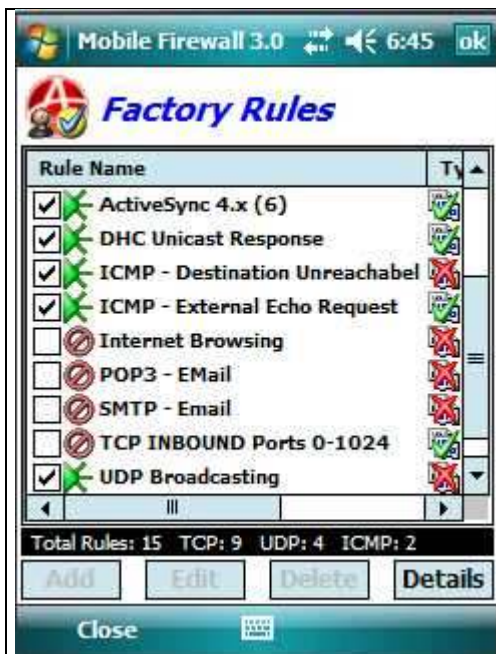 Mobile Firewall 3.0 6:45 ok
Factory Rules
Rule Name Ty
ActiveSync 4.x (6)
DHC Unicast Response
ICMP - Destination Unreachabel
ICMP - External Echo Request
Internet Browsing
POP3 - EMail
SMTP - Email
TCP INBOUND Ports 0-1024
UDP Broadcasting
Total Rules: 15 TCP: 9 UDP: 4 ICMP: 2
Add Edit Delete Details
Close